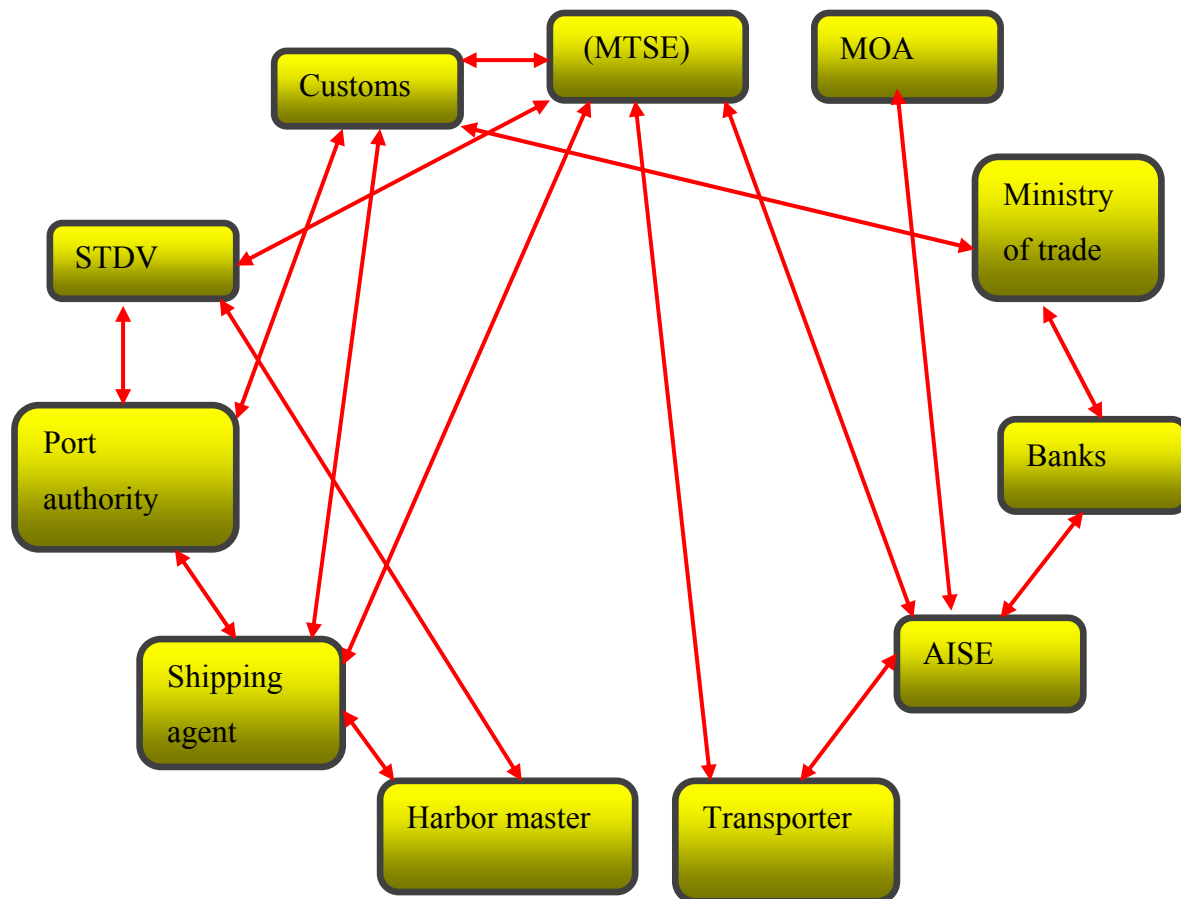 (MTSE)
MOA
Customs
Ministry
of trade
STDV
Port
authority
Banks
Shipping
agent
AISE
Harbor master
Transporter